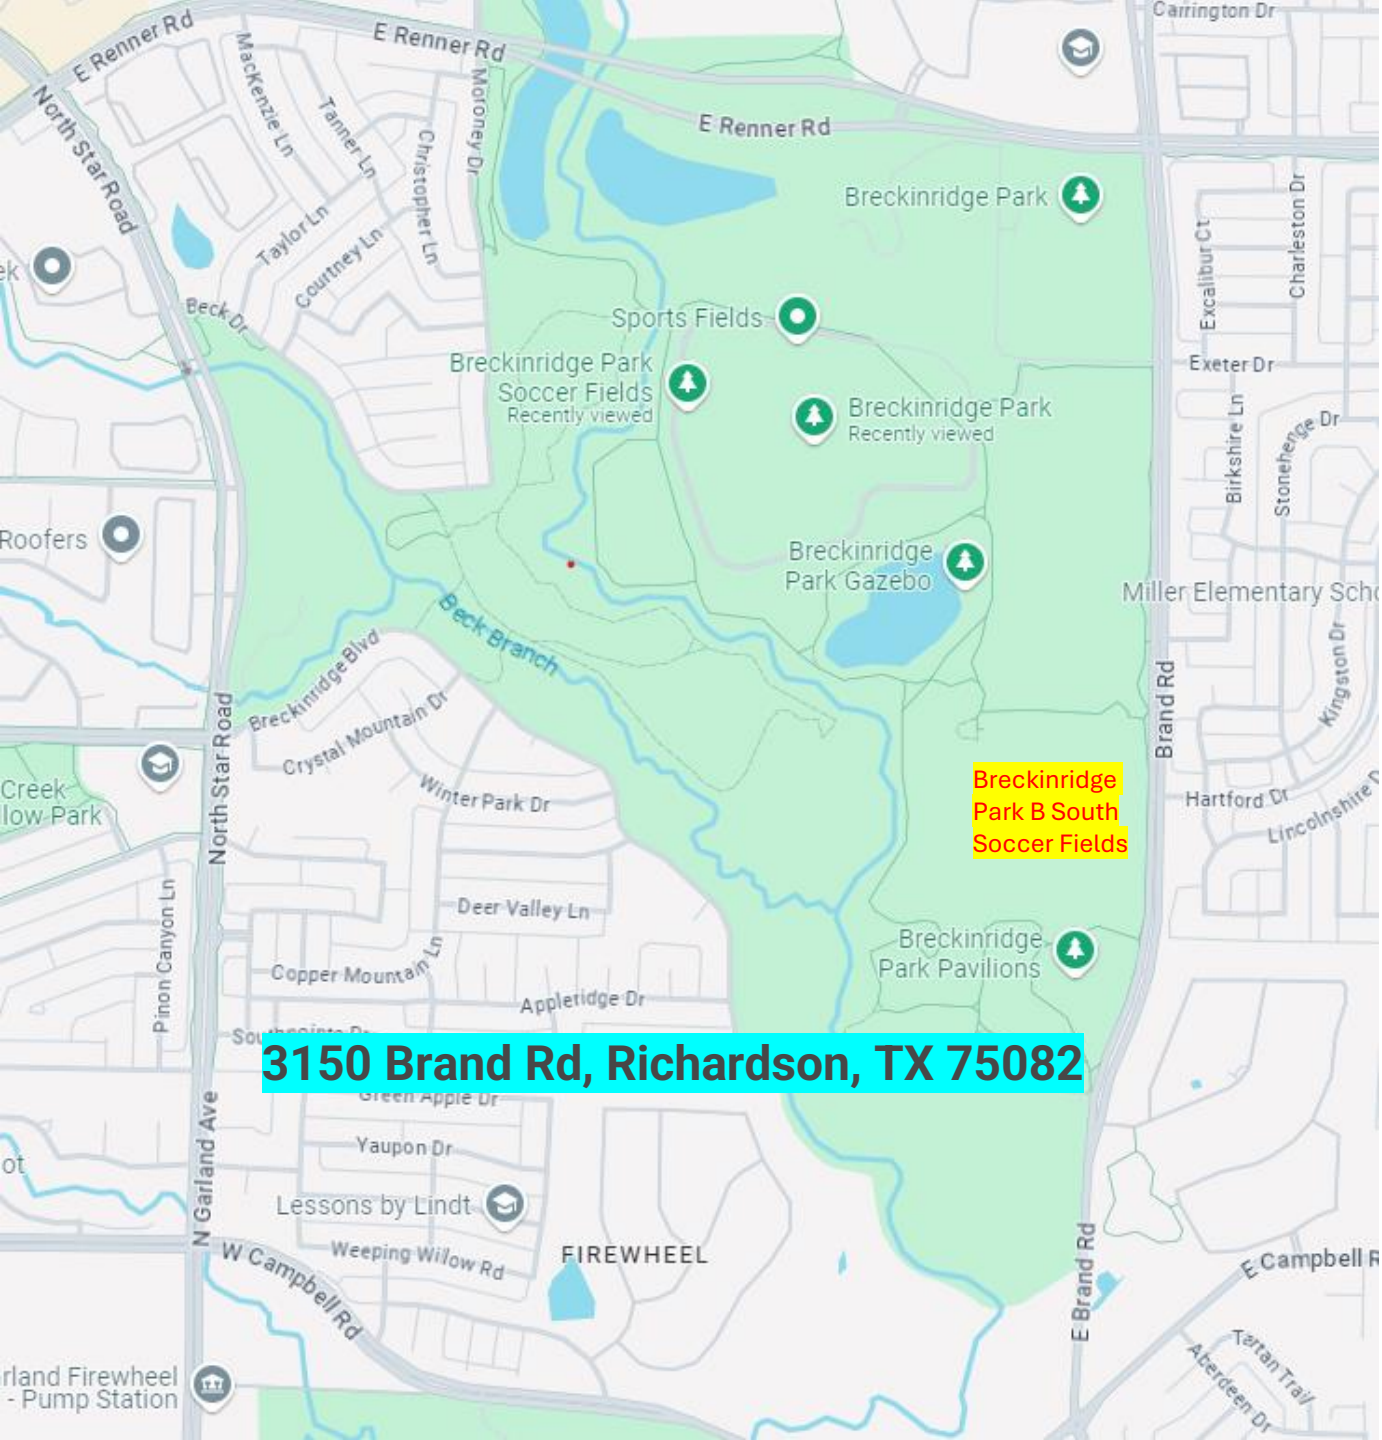 Carrington Dr
E Renner Rd
E Renner Rd
E Renner Rd
North Star Road
MacKenzie Ln
Tanner Ln
Christopher Ln
Moroney Dr
Taylor Ln
Courtney Ln
Beck Dr
Breckinridge Park
Excalibur Ct
Charleston Dr
Sports Fields
Breckinridge Park
Soccer Fields
Recently viewed
Breckinridge Park
Recently viewed
Exeter Dr
Birkshire Ln
Stonehenge Dr
Roofers
Breckinridge
Park Gazebo
Miller Elementary Scho
Beck Branch
Breckinridge Blvd
Crystal Mountain Dr
Kingston Dr
Brand Rd
North Star Road
Creek
llow Park
Winter Park Dr
Breckinridge
Park B South
Soccer Fields
Hartford Dr
Lincolnshire D
Pinon Canyon Ln
Deer Valley Ln
Copper Mountain Ln
Appleridge Dr
Breckinridge
Park Pavilions
3150 Brand Rd, Richardson, TX 75082
Green Apple Dr
Yaupon Dr
N Garland Ave
ot
Lessons by Lindt
Weeping Willow Rd
W Campbell Rd
FIREWHEEL
E Brand Rd
E Campbell R
Tartan Trail
Aberdeen Dr
rland Firewheel
- Pump Station